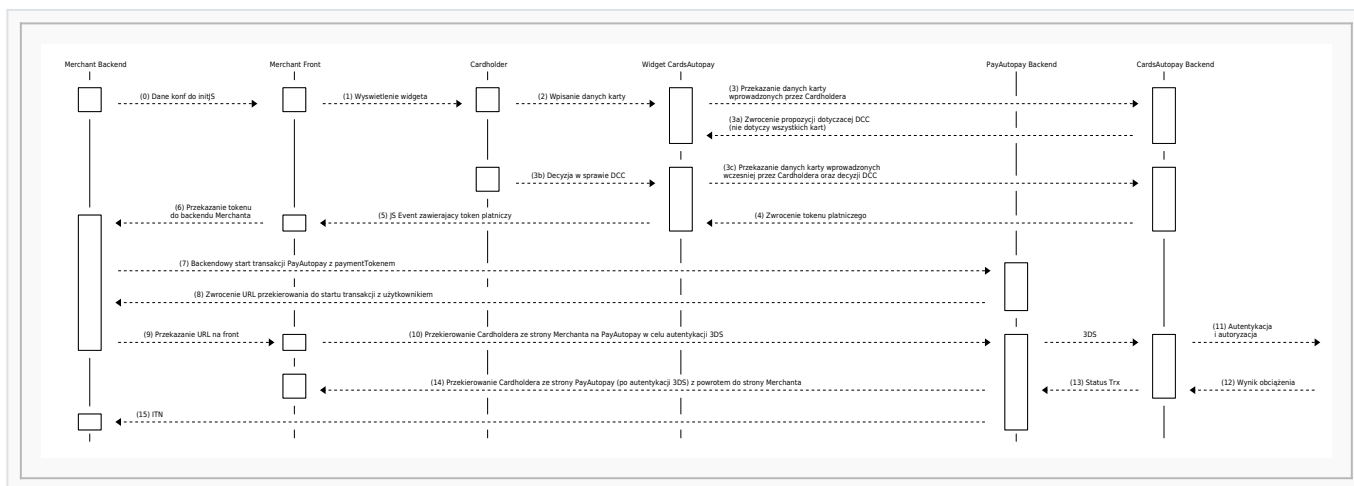 Merchant Backend
Merchant Front
Cardholder
Widget CardsAutopay
PayAutopay Backend
CardsAutopay Backend
(0) Dane konf do initJS
(1) Wyswietlenie widgeta
(2) Wpisanie danych karty
(3) Przekazanie danych karty
wprowadzonych przez Cardholdera
(3a) Zwrocenie propozycji dotyczacej DCC
(nie dotyczy wszystkich kart)
(3b) Decyzja w sprawie DCC
(3c) Przekazanie danych karty wprowadzonych
wczesniej przez Cardholdera oraz decyzji DCC
(6) Przekazanie tokenu
do backendu Merchanta
(5) JS Event zawierajacy token platniczy
(4) Zwrocenie tokenu platniczego
(7) Backendowy start transakcji PayAutopay z paymentTokenem
(8) Zwrocenie URL przekierowania do startu transakcji z użytkownikiem
(9) Przekazanie URL na front
(10) Przekierowanie Cardholdera ze strony Merchanta na PayAutopay w celu autentykacji 3DS
3DS
(11) Autentykacja
i autoryzacja
(14) Przekierowanie Cardholdera ze strony PayAutopay (po autentykacji 3DS) z powrotem do strony Merchanta
(13) Status Trx
(12) Wynik obciążenia
(15) ITN